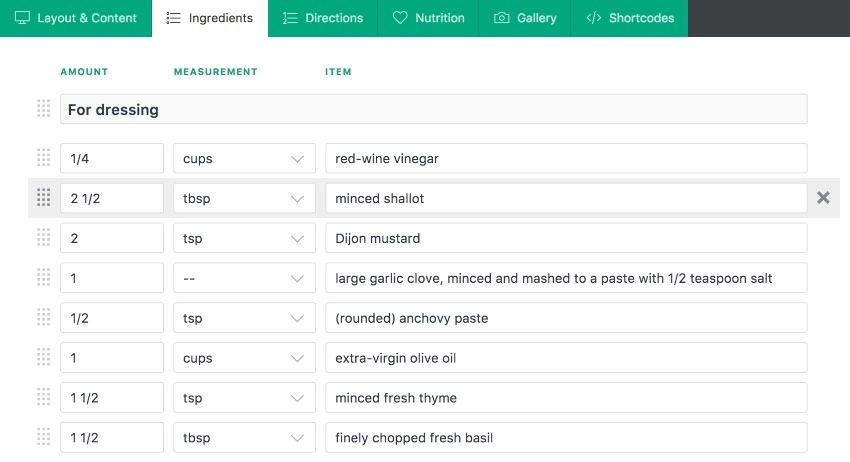 Layout & Content Ingredients Directions Nutrition Gallery Shortcodes
AMOUNT MEASUREMENT ITEM
For dressing
1/4 cups red-wine vinegar
2 1/2 tbsp minced shallot
2 tsp Dijon mustard
1 -- large garlic clove, minced and mashed to a paste with 1/2 teaspoon salt
1/2 tsp (rounded) anchovy paste
1 cups extra-virgin olive oil
1 1/2 tsp minced fresh thyme
1 1/2 tbsp finely chopped fresh basil